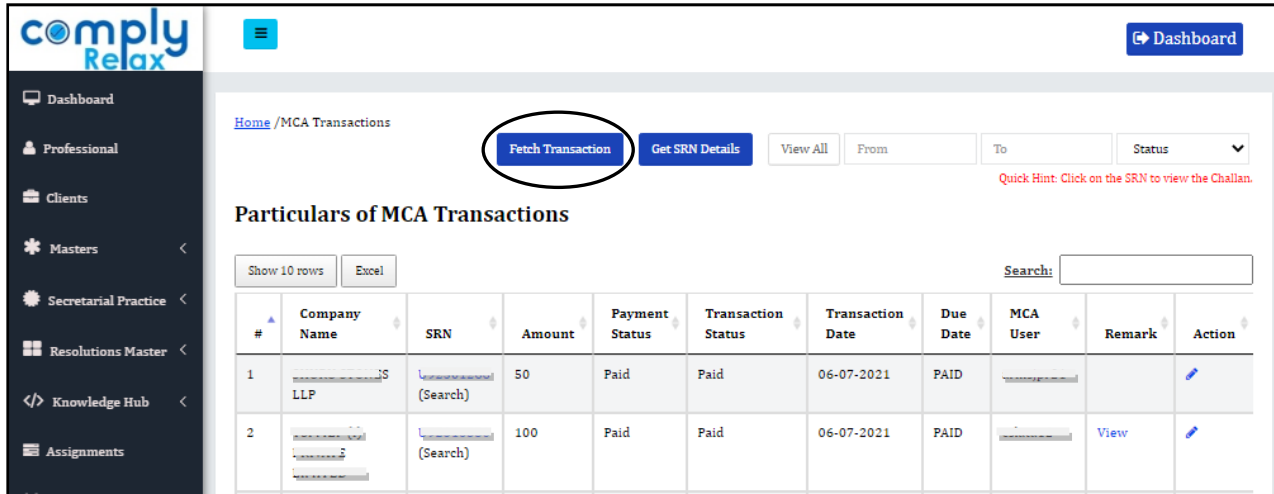 comply
Relax
Dashboard
Dashboard
Professional
Clients
Masters
Secretarial Practice
Resolutions Master
Knowledge Hub
Assignments
Home /MCA Transactions
Fetch Transaction Get SRN Details View All From To Status
Quick Hint: Click on the SRN to view the Challan.
Particulars of MCA Transactions
Show 10 rows Excel Search:
# Company Name SRN Amount Payment Status Transaction Status Transaction Date Due Date MCA User Remark Action
1 LLP (Search) 50 Paid Paid 06-07-2021 PAID
2 (Search) 100 Paid Paid 06-07-2021 PAID View